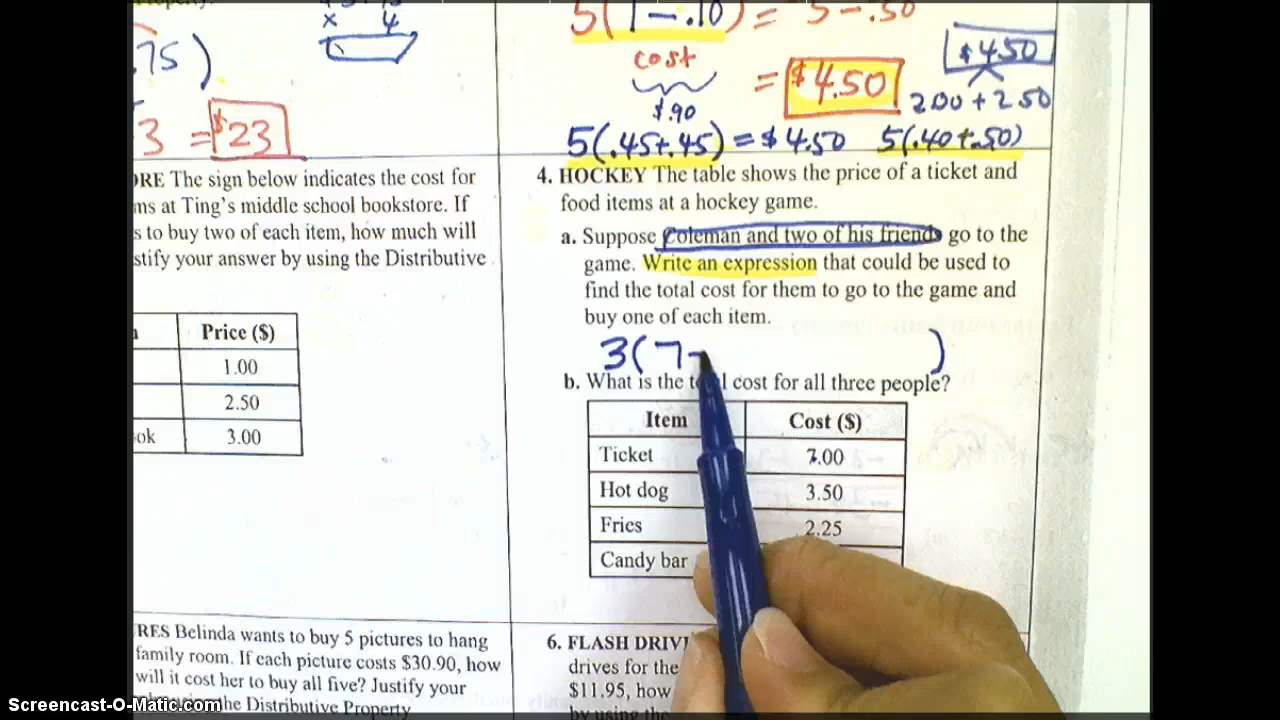 x 4
5(1-.10) = 5-.50
.75)
cost
$.90
= $4.50
$4.50
2.00 + 2.50
3 = $23
5(.45+.45) = $4.50 5(.40+.50)
ORE The sign below indicates the cost for
ms at Ting's middle school bookstore. If
s to buy two of each item, how much will
stify your answer by using the Distributive
Price ($)
1.00
2.50
ok 3.00
4. HOCKEY The table shows the price of a ticket and
food items at a hockey game.
a. Suppose Coleman and two of his friends go to the
game. Write an expression that could be used to
find the total cost for them to go to the game and
buy one of each item.
3( 7 )
b. What is the cost for all three people?
Item Cost ($)
Ticket 7.00
Hot dog 3.50
Fries 2.25
Candy bar
RES Belinda wants to buy 5 pictures to hang
family room. If each picture costs $30.90, how
will it cost her to buy all five? Justify your
the Distributive Property
6. FLASH DRIV
drives for the
$11.95, how
by using the
Screencast-O-Matic.com